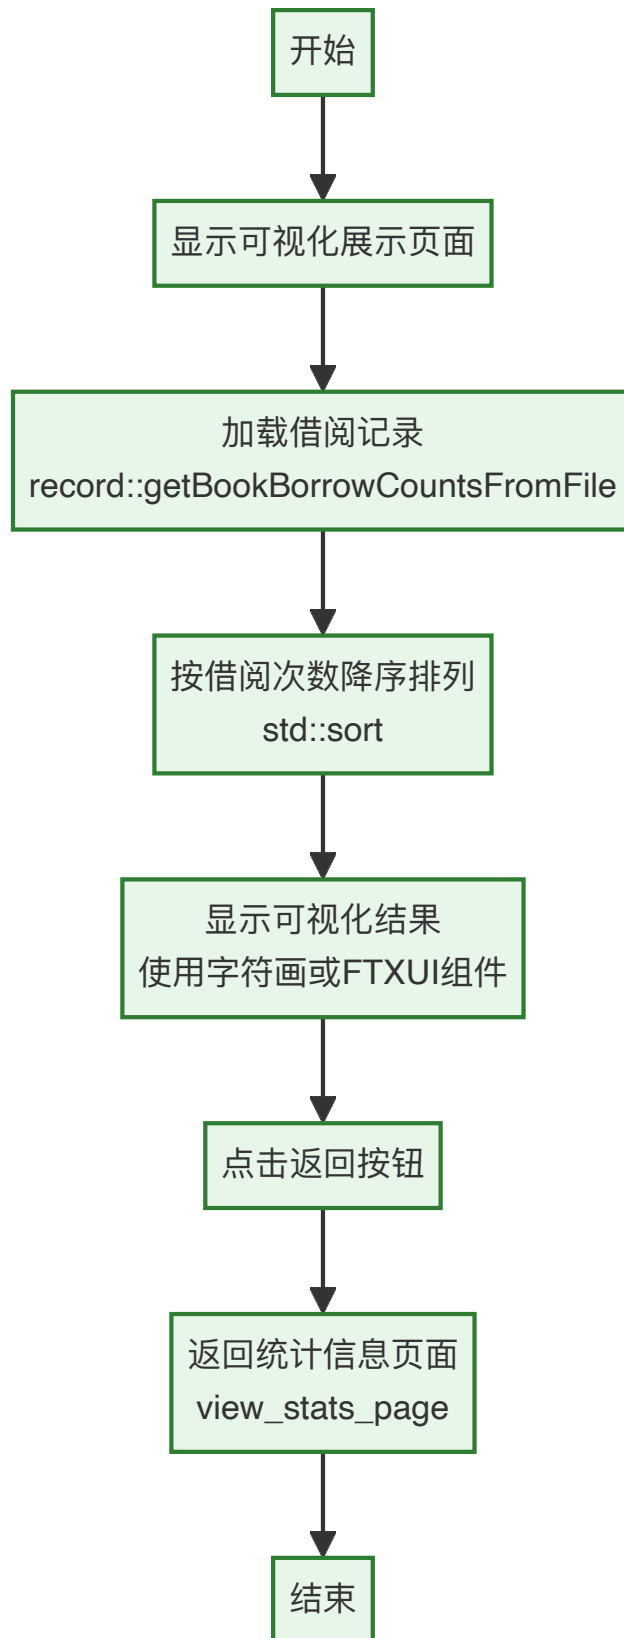 开始
显示可视化展示页面
加载借阅记录
record::getBookBorrowCountsFromFile
按借阅次数降序排列
std::sort
显示可视化结果
使用字符画或FTXUI组件
点击返回按钮
返回统计信息页面
view_stats_page
结束